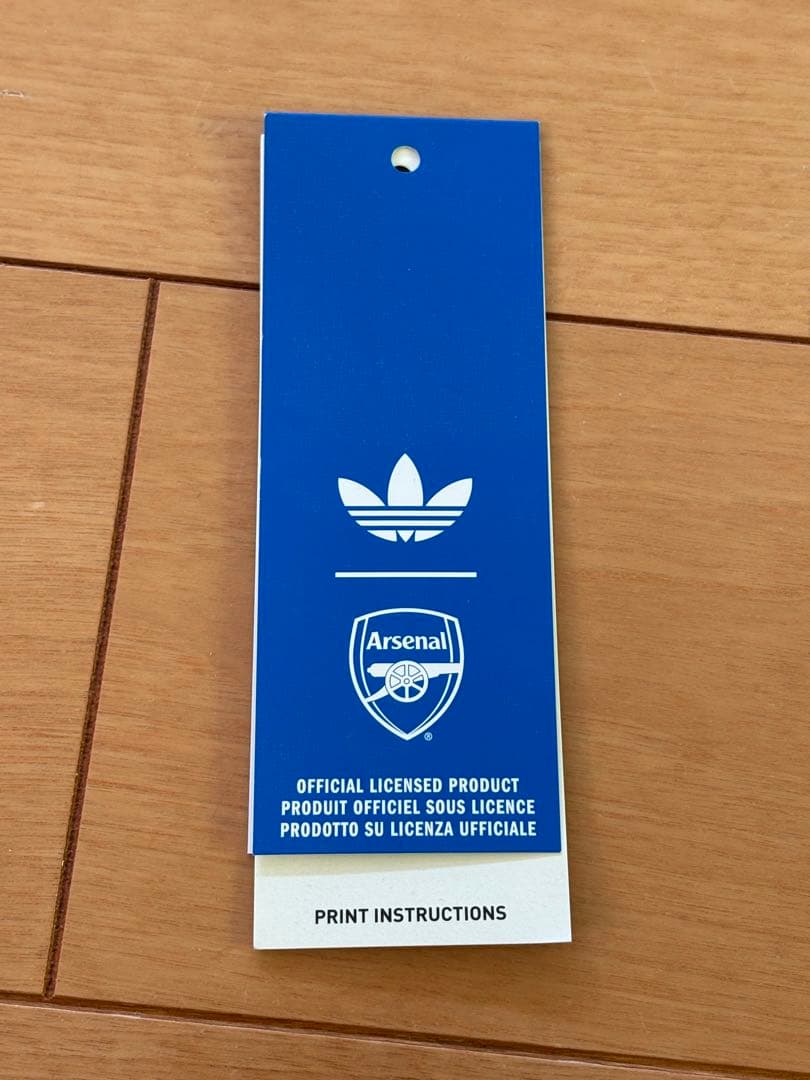 Arsenal
®
OFFICIAL LICENSED PRODUCT
PRODUIT OFFICIEL SOUS LICENCE
PRODOTTO SU LICENZA UFFICIALE
PRINT INSTRUCTIONS